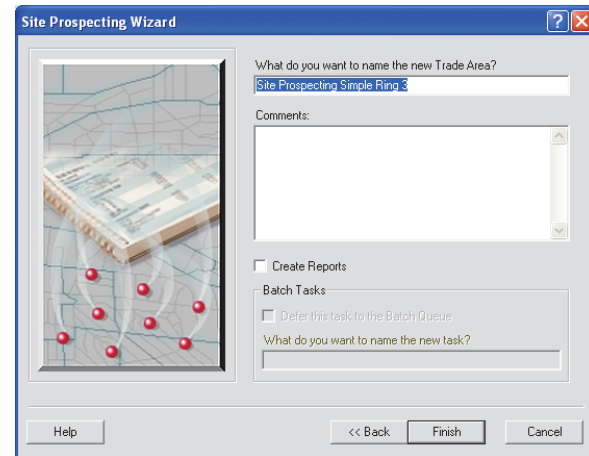 Site Prospecting Wizard
What do you want to name the new Trade Area?
Site Prospecting Simple Ring 3
Comments:
Create Reports
Batch Tasks
Defer this task to the Batch Queue
What do you want to name the new task?
Help
<< Back
Finish
Cancel